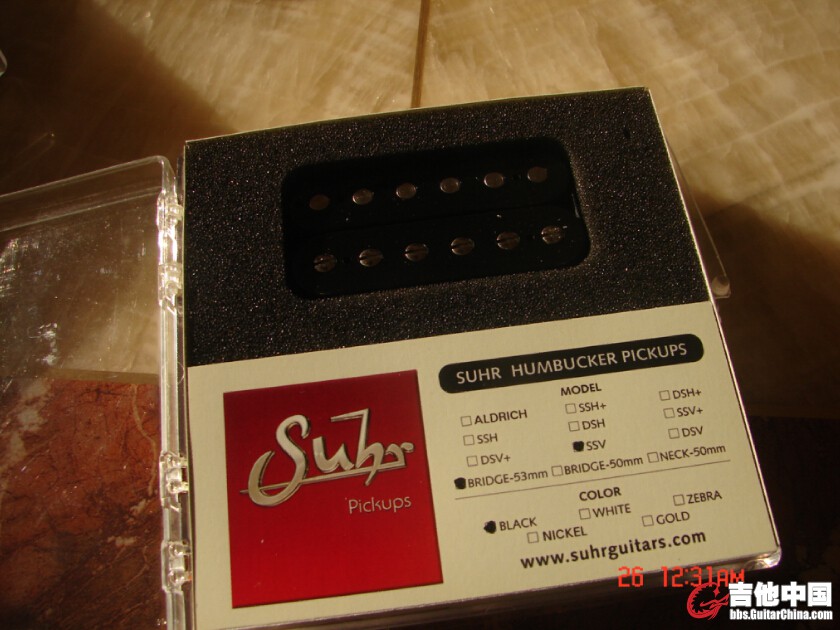 Suhr
Pickups
SUHR HUMBUCKER PICKUPS
MODEL
ALDRICH SSH+ DSH+
SSH DSH SSV+
DSV+ SSV DSV
BRIDGE-53mm BRIDGE-50mm NECK-50mm
COLOR
BLACK WHITE ZEBRA
NICKEL GOLD
www.suhrguitars.com
26 12:31AM
吉他中国
bbs.GuitarChina.com